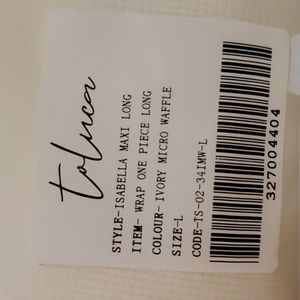 toluca
STYLE-ISABELLA MAXI LONG
ITEM- WRAP ONE PIECE LONG
COLOUR-IVORY MICRO WAFFLE
SIZE-L
CODE-IS-02-34IMW-L
327004404